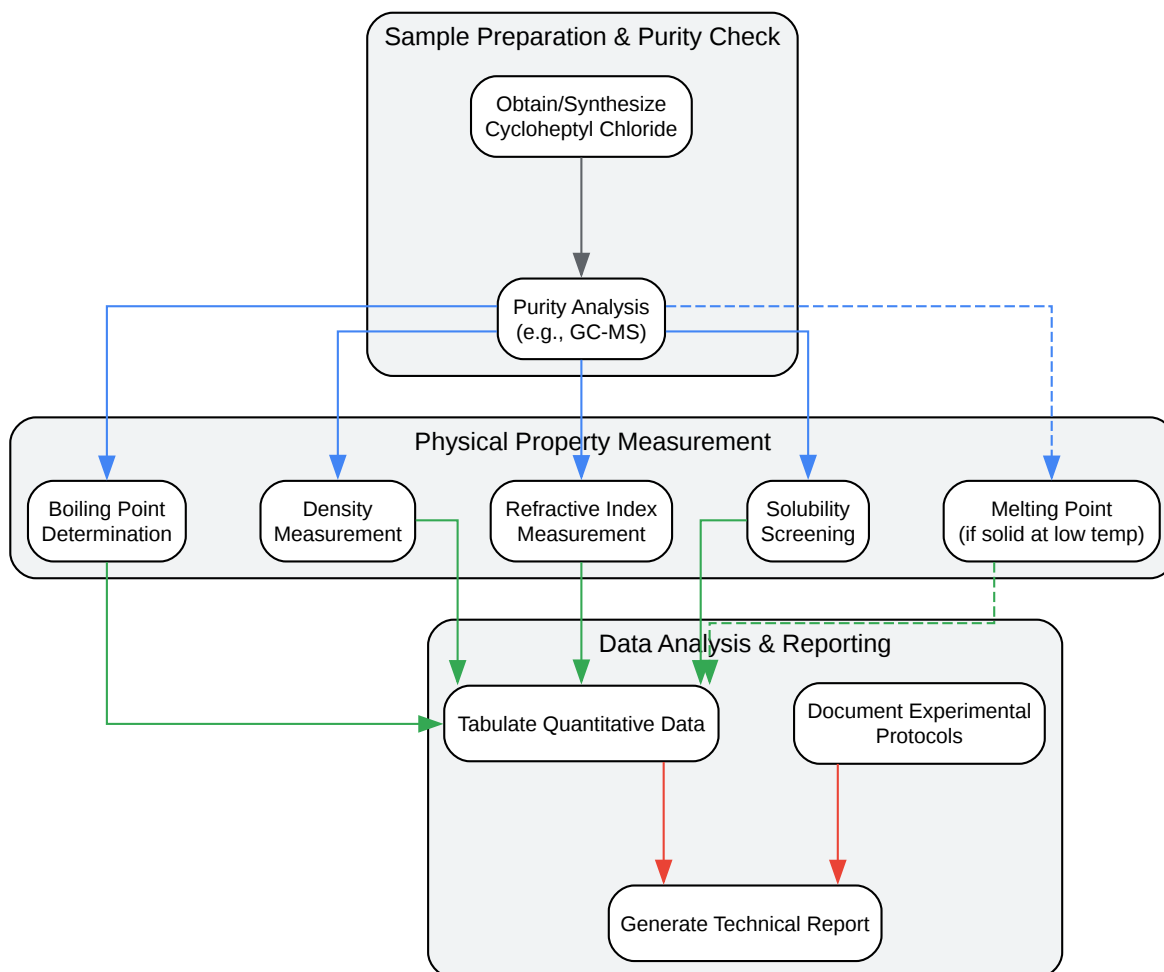 Sample Preparation & Purity Check
Obtain/Synthesize
Cycloheptyl Chloride
Purity Analysis
(e.g., GC-MS)
Physical Property Measurement
Boiling Point
Determination
Density
Measurement
Refractive Index
Measurement
Solubility
Screening
Melting Point
(if solid at low temp)
Data Analysis & Reporting
Tabulate Quantitative Data
Document Experimental
Protocols
Generate Technical Report